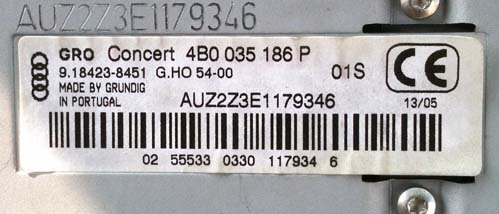 AUZ2Z3E1179346
GRO Concert 4B0 035 186 P
9.18423-8451 G.HO 54-00 01S
MADE BY GRUNDIG
IN PORTUGAL
AUZ2Z3E1179346
CE
13/05
02 55533 0330 117934 6